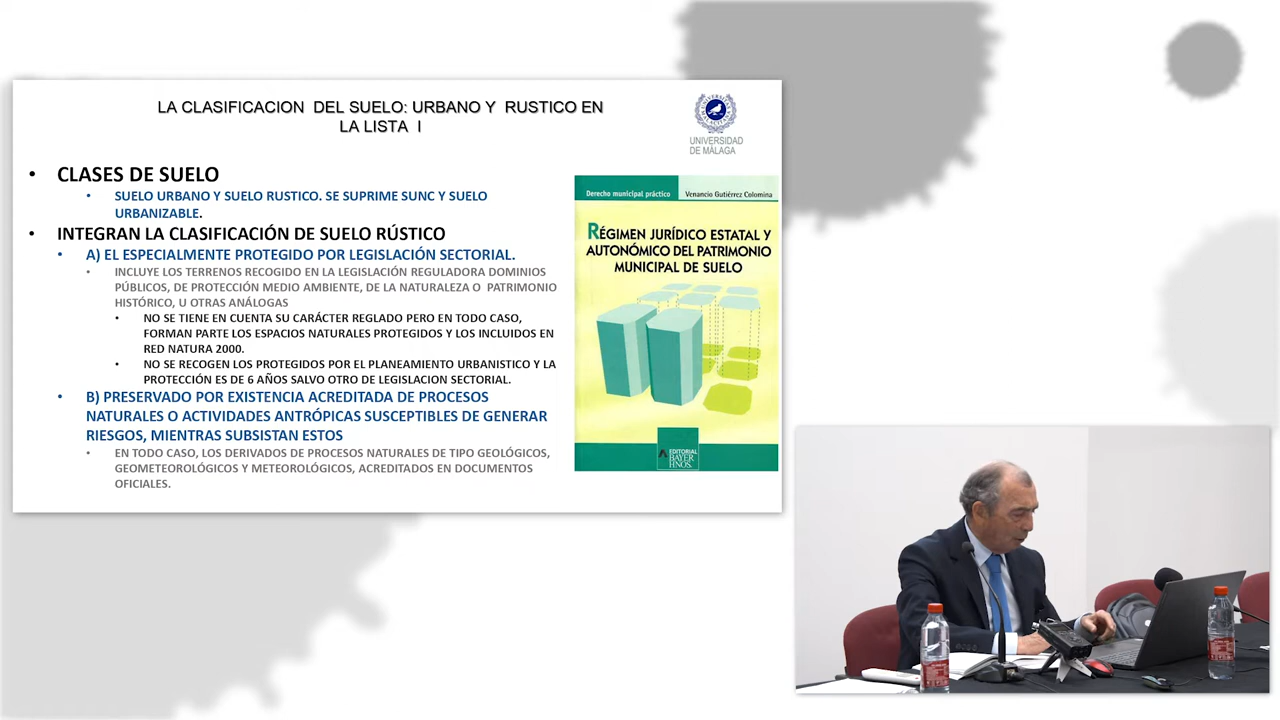 LA CLASIFICACION DEL SUELO: URBANO Y RUSTICO EN
LA LISTA I
UNIVERSIDAD
DE MÁLAGA
• CLASES DE SUELO
• SUELO URBANO Y SUELO RUSTICO. SE SUPRIME SUNC Y SUELO
URBANIZABLE.
• INTEGRAN LA CLASIFICACIÓN DE SUELO RÚSTICO
• A) EL ESPECIALMENTE PROTEGIDO POR LEGISLACIÓN SECTORIAL.
• INCLUYE LOS TERRENOS RECOGIDO EN LA LEGISLACIÓN REGULADORA DOMINIOS
PÚBLICOS, DE PROTECCIÓN MEDIO AMBIENTE, DE LA NATURALEZA O PATRIMONIO
HISTÓRICO, U OTRAS ANÁLOGAS
• NO SE TIENE EN CUENTA SU CARÁCTER REGLADO PERO EN TODO CASO,
FORMAN PARTE LOS ESPACIOS NATURALES PROTEGIDOS Y LOS INCLUIDOS EN
RED NATURA 2000.
• NO SE RECOGEN LOS PROTEGIDOS POR EL PLANEAMIENTO URBANISTICO Y LA
PROTECCIÓN ES DE 6 AÑOS SALVO OTRO DE LEGISLACION SECTORIAL.
• B) PRESERVADO POR EXISTENCIA ACREDITADA DE PROCESOS
NATURALES O ACTIVIDADES ANTRÓPICAS SUSCEPTIBLES DE GENERAR
RIESGOS, MIENTRAS SUBSISTAN ESTOS
• EN TODO CASO, LOS DERIVADOS DE PROCESOS NATURALES DE TIPO GEOLÓGICOS,
GEOMETEOROLÓGICOS Y METEOROLÓGICOS, ACREDITADOS EN DOCUMENTOS
OFICIALES.
Derecho municipal práctico Venancio Gutiérrez Colomina
RÉGIMEN JURÍDICO ESTATAL Y
AUTONÓMICO DEL PATRIMONIO
MUNICIPAL DE SUELO
EDITORIAL
BAYER
HNOS.